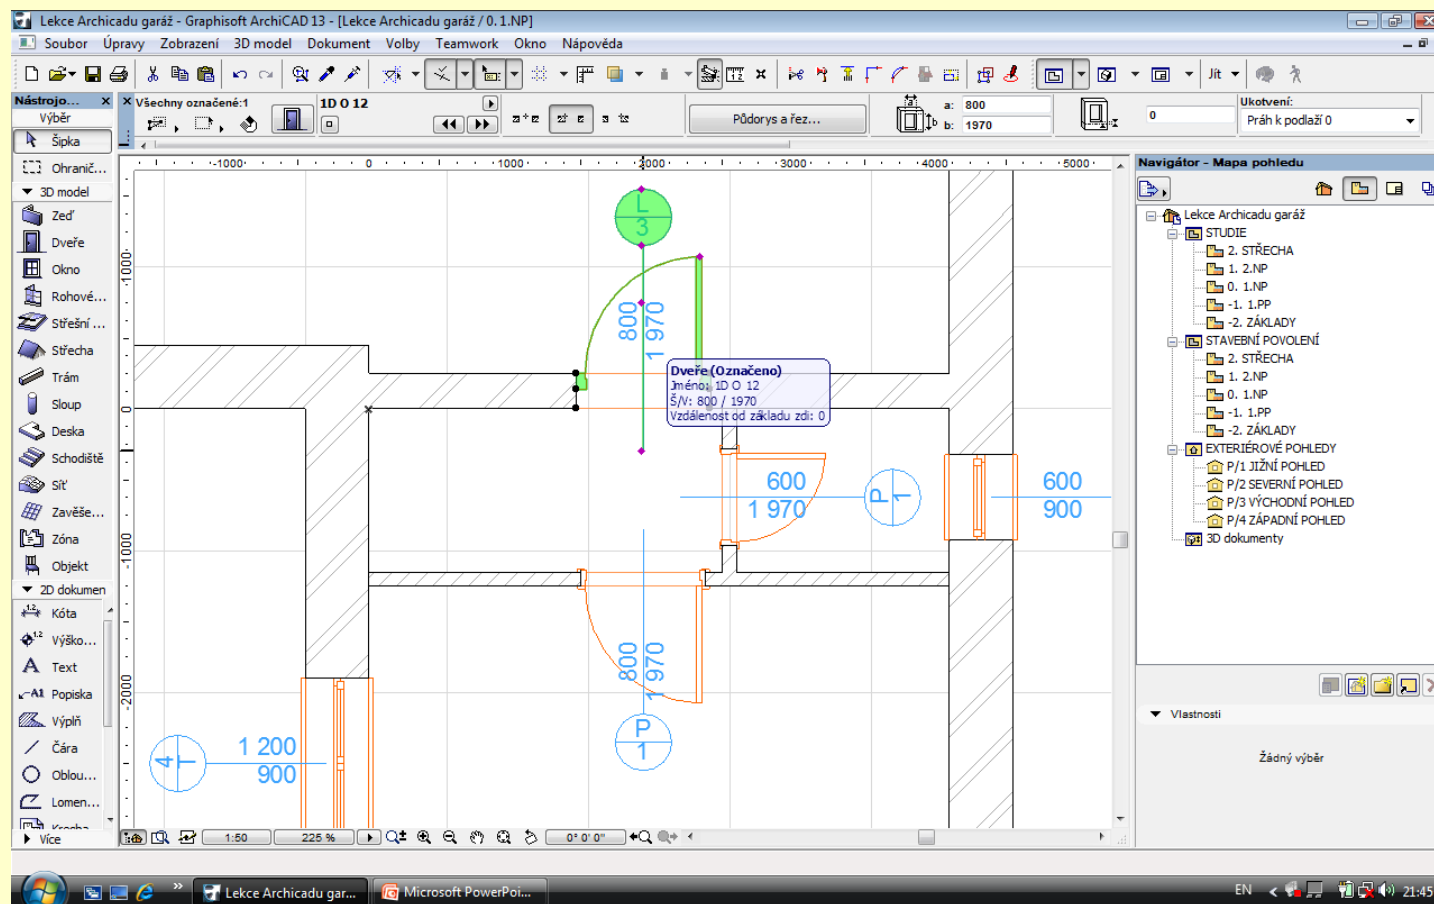 Lekce Archicadu garáž - Graphisoft ArchiCAD 13 - [Lekce Archicadu garáž / 0. 1.NP]
Soubor Úpravy Zobrazení 3D model Dokument Volby Teamwork Okno Nápověda
Jít
Nástrojo...
Výběr
Šipka
Ohranič...
3D model
Zeď
Dveře
Okno
Rohové...
Střešní ...
Střecha
Trám
Sloup
Deska
Schodiště
Síť
Zavěše...
Zóna
Objekt
2D dokumen
Kóta
Výško...
Text
Popiska
Výplň
Čára
Oblou...
Lomen...
Více
Všechny označené:1
1D O 12
Půdorys a řez...
a: 800
b: 1970
0
Ukotvení:
Práh k podlaží 0
-1000 0 1000 2000 3000 4000 5000
1000
0
-1000
-2000
L
3
800
1 970
Dveře (Označeno)
Jméno: 1D O 12
Š/V: 800 / 1970
Vzdálenost od základu zdi: 0
600
1 970
P
1
600
900
800
1 970
P
1
4
T
1 200
900
1:50
225 %
0° 0' 0"
Navigátor - Mapa pohledu
Lekce Archicadu garáž
STUDIE
2. STŘECHA
1. 2.NP
0. 1.NP
-1. 1.PP
-2. ZÁKLADY
STAVEBNÍ POVOLENÍ
2. STŘECHA
1. 2.NP
0. 1.NP
-1. 1.PP
-2. ZÁKLADY
EXTERIÉROVÉ POHLEDY
P/1 JIŽNÍ POHLED
P/2 SEVERNÍ POHLED
P/3 VÝCHODNÍ POHLED
P/4 ZÁPADNÍ POHLED
3D dokumenty
Vlastnosti
Žádný výběr
Lekce Archicadu gar...
Microsoft PowerPoi...
EN
21:45